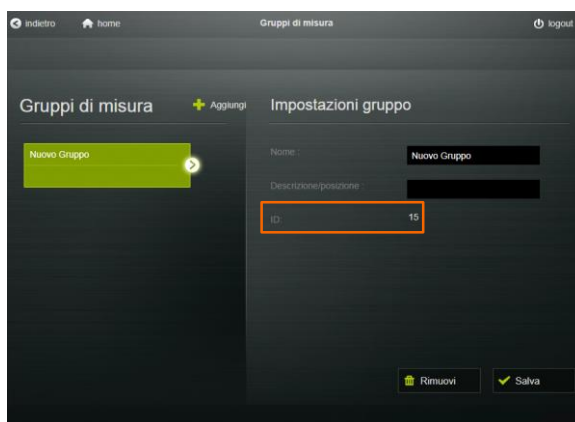 indietro home Gruppi di misura logout
Gruppi di misura
Aggiungi
Nuovo Gruppo
Impostazioni gruppo
Nome : Nuovo Gruppo
Descrizione/posizione :
ID: 15
Rimuovi Salva